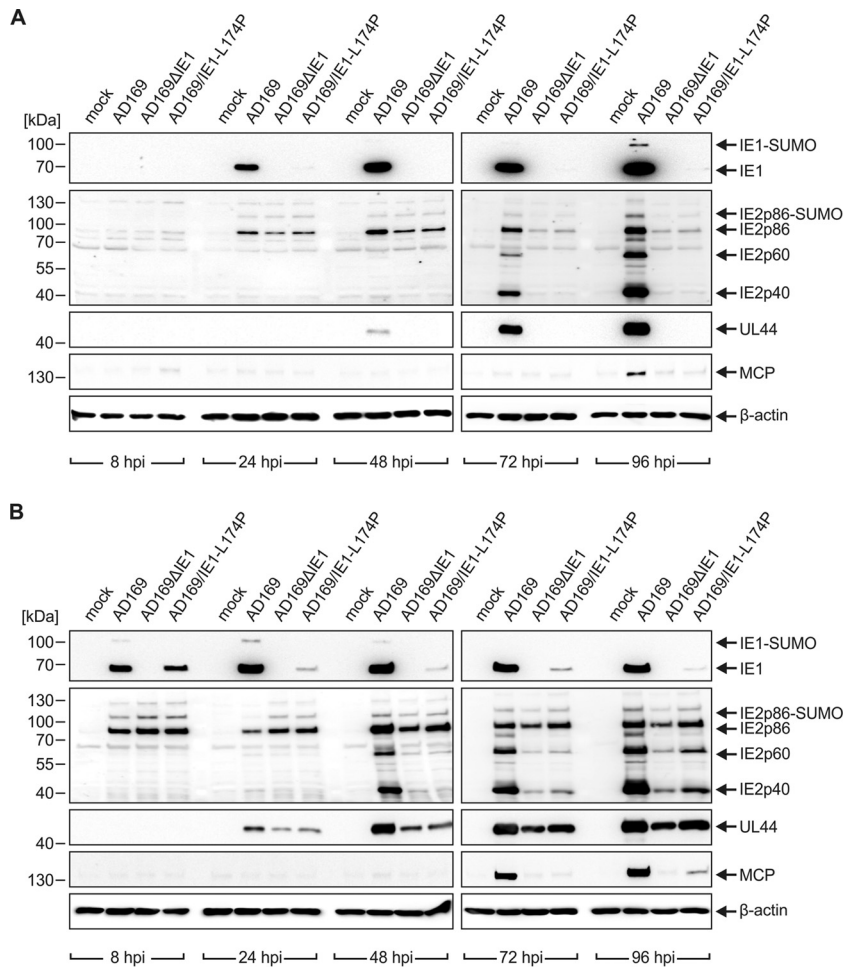 A
mock AD169 AD169ΔIE1 AD169/IE1-L174P mock AD169 AD169ΔIE1 AD169/IE1-L174P mock AD169 AD169ΔIE1 AD169/IE1-L174P mock AD169 AD169ΔIE1 AD169/IE1-L174P mock AD169 AD169ΔIE1 AD169/IE1-L174P
[kDa]
100 IE1-SUMO
70 IE1
130
IE2p86-SUMO
100 IE2p86
70
IE2p60
55
40 IE2p40
UL44
40
130 MCP
β-actin
8 hpi 24 hpi 48 hpi 72 hpi 96 hpi
B
mock AD169 AD169ΔIE1 AD169/IE1-L174P mock AD169 AD169ΔIE1 AD169/IE1-L174P mock AD169 AD169ΔIE1 AD169/IE1-L174P mock AD169 AD169ΔIE1 AD169/IE1-L174P mock AD169 AD169ΔIE1 AD169/IE1-L174P
[kDa]
100 IE1-SUMO
70 IE1
130
IE2p86-SUMO
100 IE2p86
70
IE2p60
55
40 IE2p40
UL44
40
130 MCP
β-actin
8 hpi 24 hpi 48 hpi 72 hpi 96 hpi